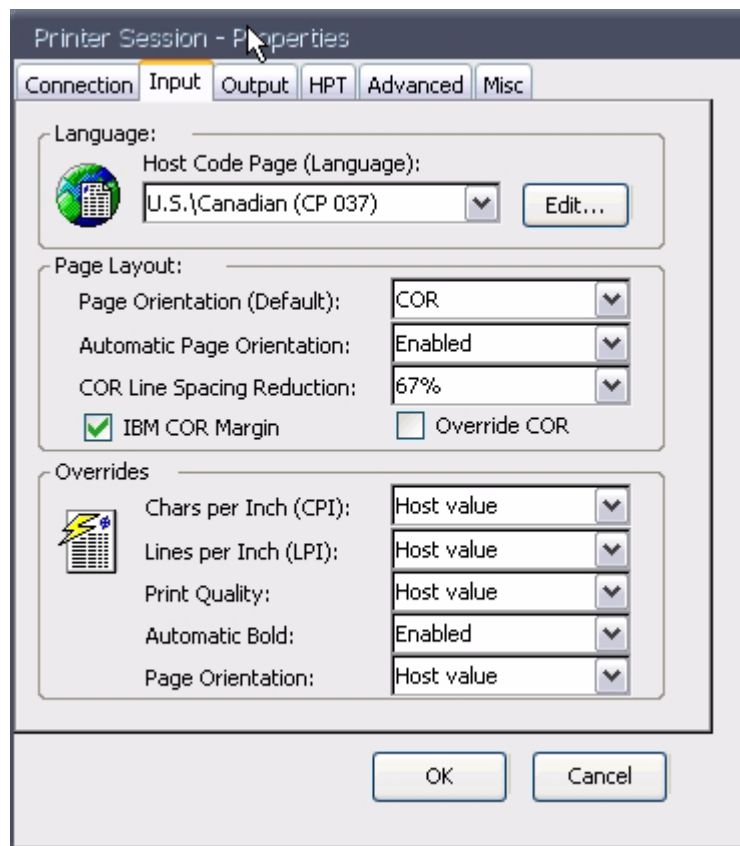 Printer Session - Properties
Connection Input Output HPT Advanced Misc
Language:
Host Code Page (Language):
U.S.\Canadian (CP 037) Edit...
Page Layout:
Page Orientation (Default): COR
Automatic Page Orientation: Enabled
COR Line Spacing Reduction: 67%
IBM COR Margin Override COR
Overrides
Chars per Inch (CPI): Host value
Lines per Inch (LPI): Host value
Print Quality: Host value
Automatic Bold: Enabled
Page Orientation: Host value
OK Cancel